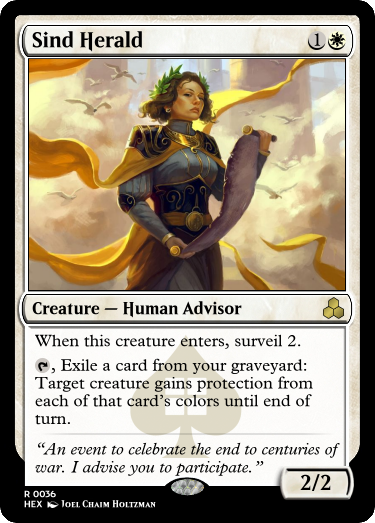 Sind Herald 1
Creature — Human Advisor
When this creature enters, surveil 2.
, Exile a card from your graveyard:
Target creature gains protection from
each of that card's colors until end of
turn.
“An event to celebrate the end to centuries of
war. I advise you to participate.”
2/2
R 0036
HEX Joel Chaim Holtzman